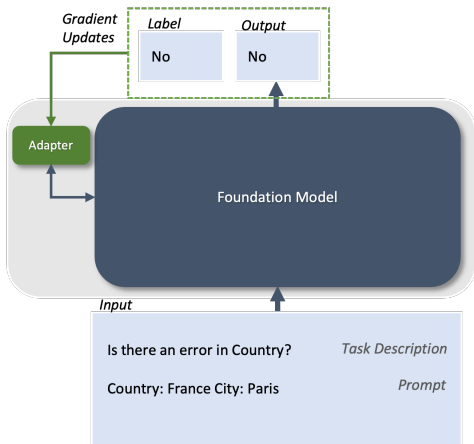 Gradient
Updates
Label
Output
No
No
Adapter
Foundation Model
Input
Is there an error in Country?
Task Description
Country: France City: Paris
Prompt